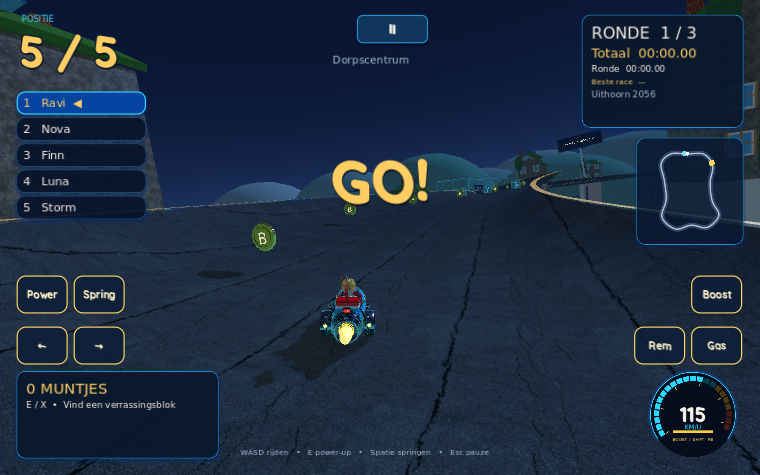 POSITIE
5 / 5
1 Ravi ◀
2 Nova
3 Finn
4 Luna
5 Storm
Dorpscentrum
RONDE 1 / 3
Totaal 00:00.00
Ronde 00:00.00
Beste race —
Uithoorn 2056
GO!
B
B
Power
Spring
←
→
Boost
Rem
Gas
0 MUNTJES
E / X • Vind een verrassingsblok
115
KM/U
WASD rijden • E power-up • Spatie springen • Esc pauze